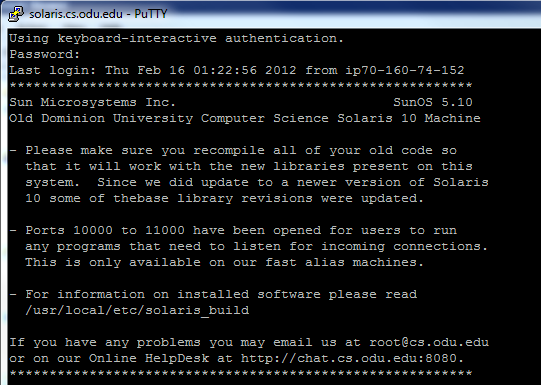 solaris.cs.odu.edu - PuTTY
Using keyboard-interactive authentication.
Password:
Last login: Thu Feb 16 01:22:56 2012 from ip70-160-74-152
**********************************************************
Sun Microsystems Inc.                           SunOS 5.10
Old Dominion University Computer Science Solaris 10 Machine
- Please make sure you recompile all of your old code so
  that it will work with the new libraries present on this
  system.  Since we did update to a newer version of Solaris
  10 some of thebase library revisions were updated.
- Ports 10000 to 11000 have been opened for users to run
  any programs that need to listen for incoming connections.
  This is only available on our fast alias machines.
- For information on installed software please read
  /usr/local/etc/solaris_build
If you have any problems you may email us at root@cs.odu.edu
or on our Online HelpDesk at http://chat.cs.odu.edu:8080.
**********************************************************